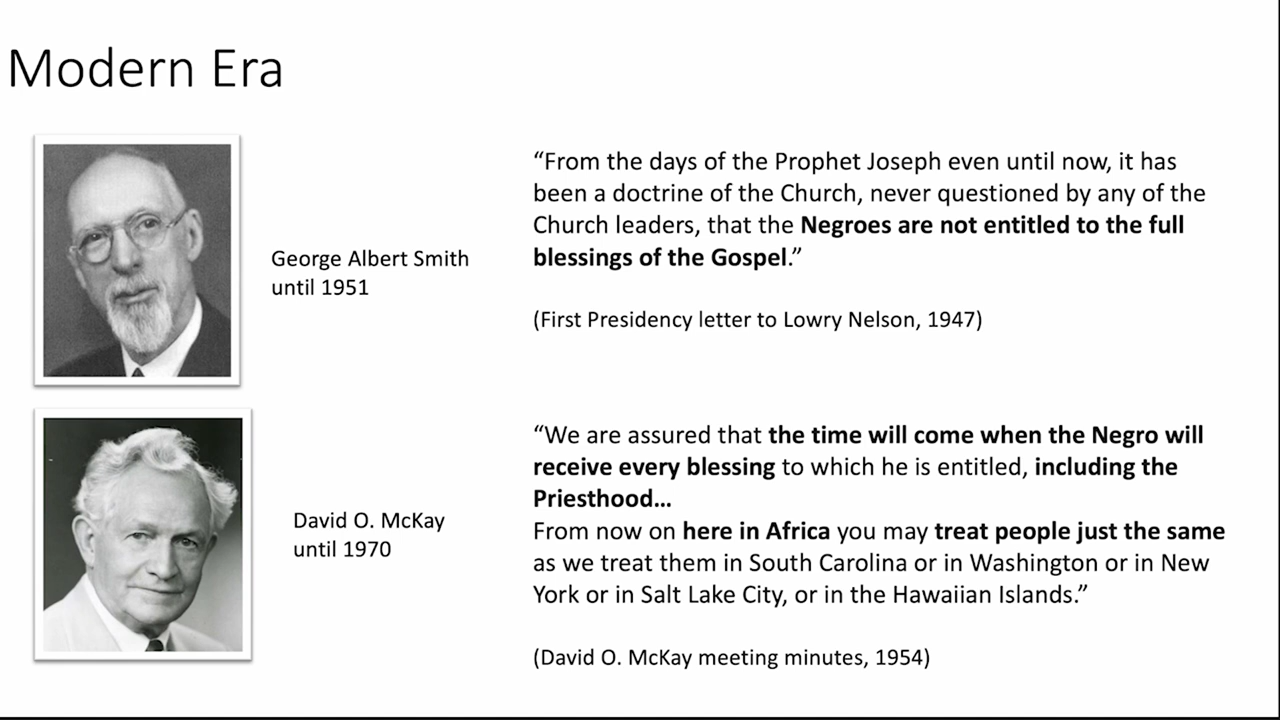 Modern Era
George Albert Smith
until 1951
“From the days of the Prophet Joseph even until now, it has
been a doctrine of the Church, never questioned by any of the
Church leaders, that the Negroes are not entitled to the full
blessings of the Gospel.”
(First Presidency letter to Lowry Nelson, 1947)
David O. McKay
until 1970
“We are assured that the time will come when the Negro will
receive every blessing to which he is entitled, including the
Priesthood…
From now on here in Africa you may treat people just the same
as we treat them in South Carolina or in Washington or in New
York or in Salt Lake City, or in the Hawaiian Islands.”
(David O. McKay meeting minutes, 1954)